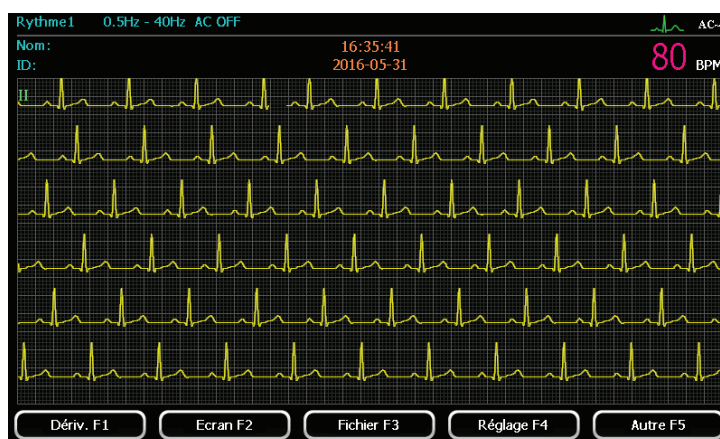 Rythme1 0.5Hz - 40Hz AC OFF
Nom: 16:35:41 80 BPM
ID: 2016-05-31
II
Dériv. F1 Ecran F2 Fichier F3 Réglage F4 Autre F5